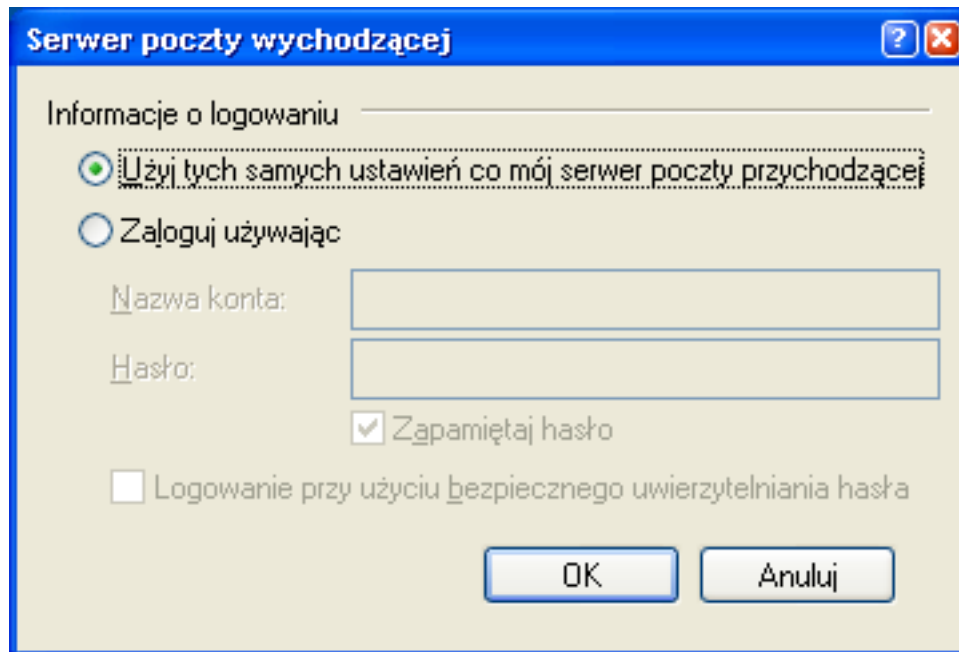 Serwer poczty wychodzącej
Informacje o logowaniu
Użyj tych samych ustawień co mój serwer poczty przychodzącej
Zaloguj używając
Nazwa konta:
Hasło:
Zapamiętaj hasło
Logowanie przy użyciu bezpiecznego uwierzytelniania hasła
OK Anuluj